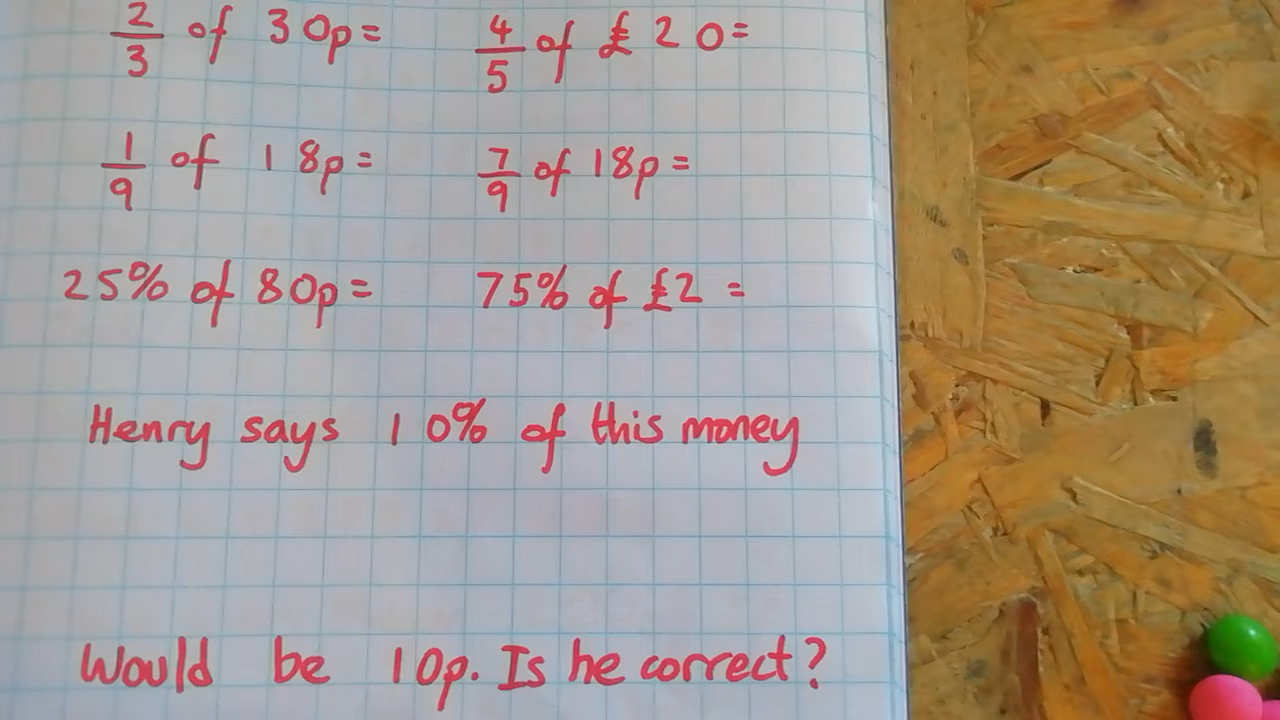 2/3 of 30p= 4/5 of £20=
1/9 of 18p= 7/9 of 18p=
25% of 80p= 75% of £2 =
Henry says 10% of this money
Would be 10p. Is he correct?